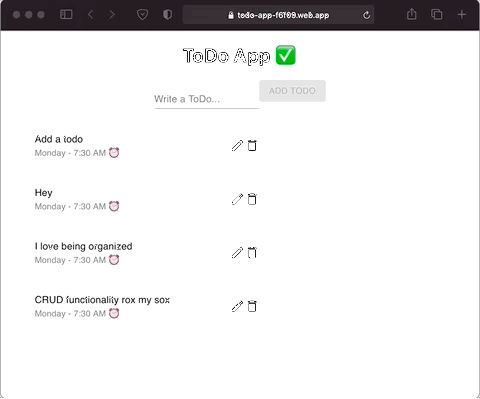 todo-app-f6f09.web.app
ToDo App ✅
Write a ToDo...
ADD TODO
Add a todo
Monday - 7:30 AM ⏰
Hey
Monday - 7:30 AM ⏰
I love being organized
Monday - 7:30 AM ⏰
CRUD functionality rox my sox
Monday - 7:30 AM ⏰